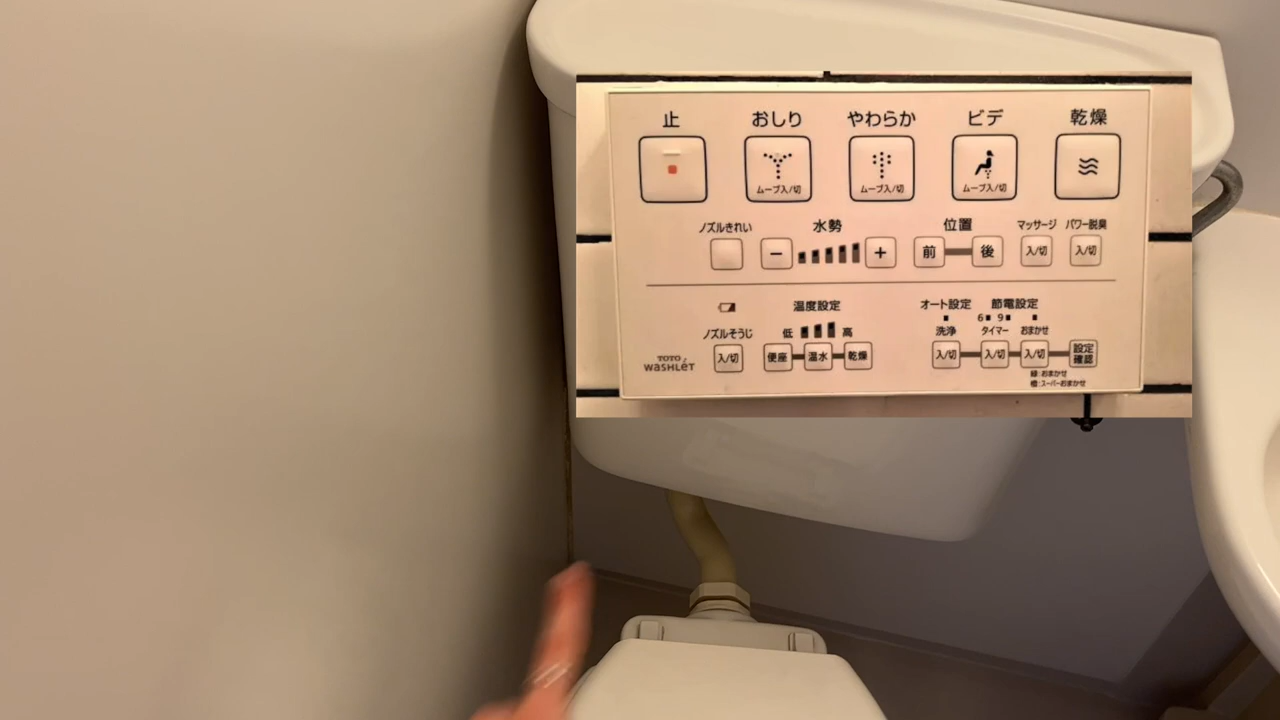 止 おしり やわらか ビデ 乾燥
ムーブ入/切 ムーブ入/切 ムーブ入/切
ノズルきれい 水勢 位置 マッサージ パワー脱臭
− + 前 後 入/切 入/切
温度設定 オート設定 節電設定
6 9
ノズルそうじ 低 高 洗浄 タイマー おまかせ
入/切 便座 温水 乾燥 入/切 入/切 入/切 設定確認
TOTO
WASHLET
緑:おまかせ
橙:スーパーおまかせ